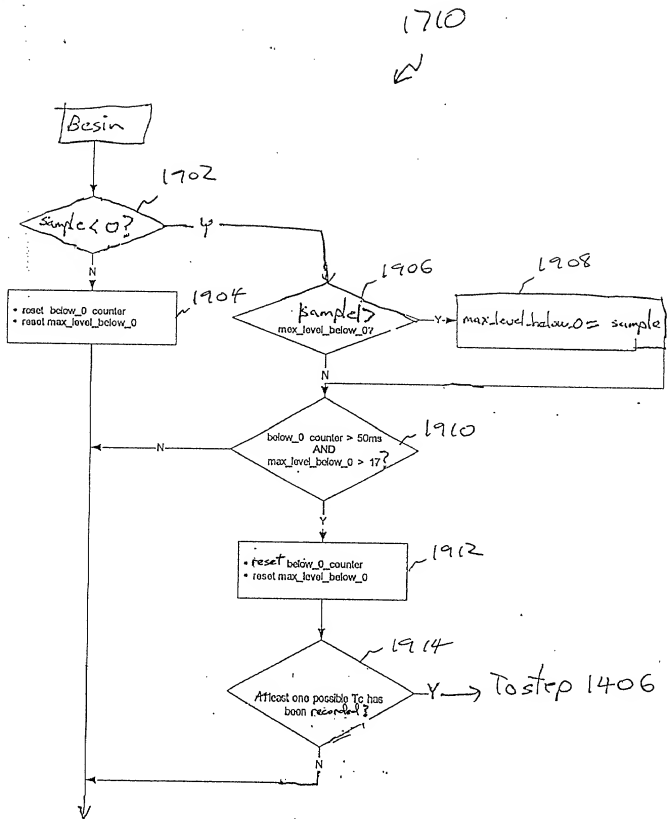 1710
Begin
1902
sample < 0?
Y
N
1904
• reset below_0 counter
• reset max_level_below_0
1906
|sample| >
max_level_below_0?
Y
1908
max_level_below_0 = sample
N
1910
below_0 counter > 50ms
AND
max_level_below_0 > 17?
N
Y
1912
• reset below_0_counter
• reset max_level_below_0
1914
Atleast one possible Tc has
been recorded?
Y
To step 1406
N